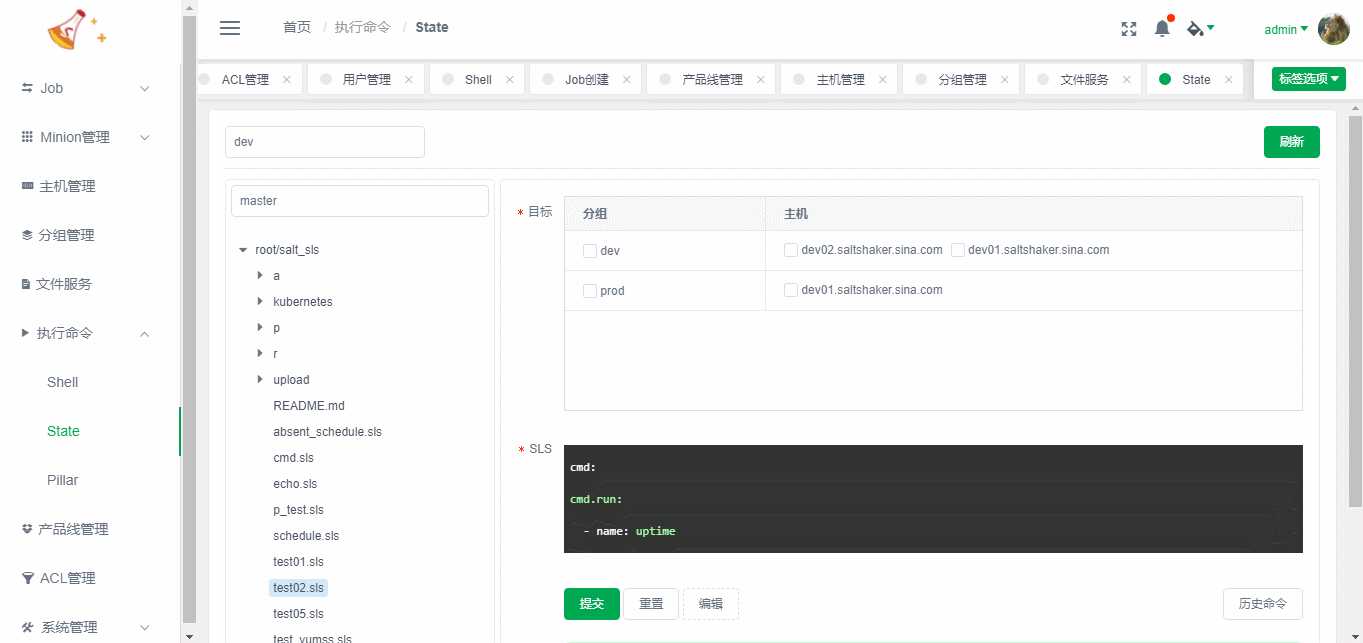 首页 / 执行命令 / State
admin
Job
Minion管理
主机管理
分组管理
文件服务
执行命令
Shell
State
Pillar
产品线管理
ACL管理
系统管理
ACL管理 用户管理 Shell Job创建 产品线管理 主机管理 分组管理 文件服务 State 标签选项
dev
刷新
master
root/salt_sls
a
kubernetes
p
r
upload
README.md
absent_schedule.sls
cmd.sls
echo.sls
p_test.sls
schedule.sls
test01.sls
test02.sls
test05.sls
test_yumss.sls
* 目标
分组 主机
dev dev02.saltshaker.sina.com dev01.saltshaker.sina.com
prod dev01.saltshaker.sina.com
* SLS
cmd:
cmd.run:
- name: uptime
提交 重置 编辑 历史命令